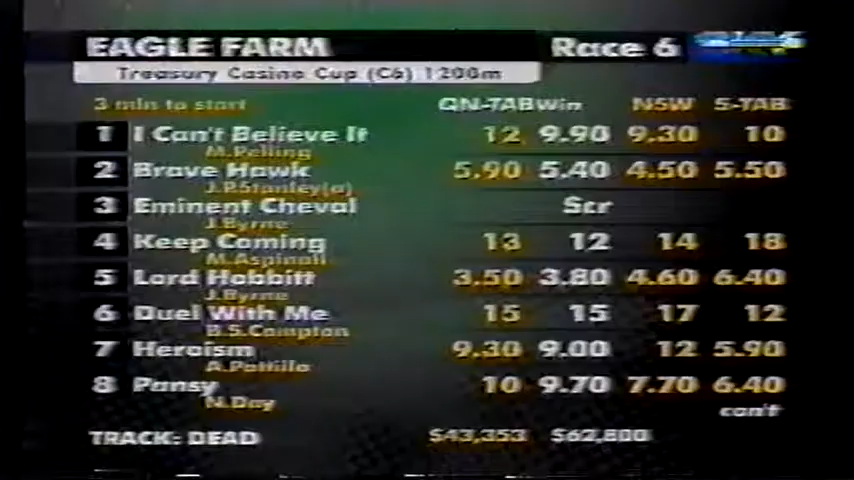 EAGLE FARM Race 6
Treasury Casino Cup (C6) 1200m
3 min to start QN-TAB Win NSW S-TAB
1 I Can't Believe It 12 9.90 9.30 10
M.Pelling
2 Brave Hawk 5.90 5.40 4.50 5.50
J.P.Stanley(a)
3 Eminent Cheval Scr
J.Byrne
4 Keep Coming 13 12 14 18
M.Aspinall
5 Lord Hobbitt 3.50 3.80 4.60 6.40
J.Byrne
6 Duel With Me 15 15 17 12
B.S.Compton
7 Heroism 9.30 9.00 12 5.90
A.Pattillo
8 Pansy 10 9.70 7.70 6.40
N.Day
con't
TRACK: DEAD $43,353 $62,800